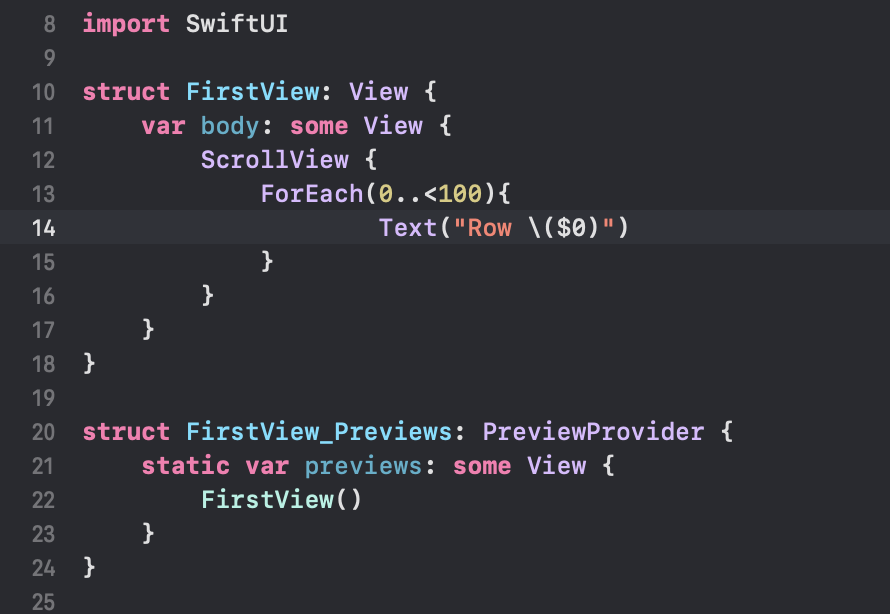 8 import SwiftUI
9
10 struct FirstView: View {
11     var body: some View {
12         ScrollView {
13             ForEach(0..<100){
14                     Text("Row \($0)")
15             }
16         }
17     }
18 }
19
20 struct FirstView_Previews: PreviewProvider {
21     static var previews: some View {
22         FirstView()
23     }
24 }
25